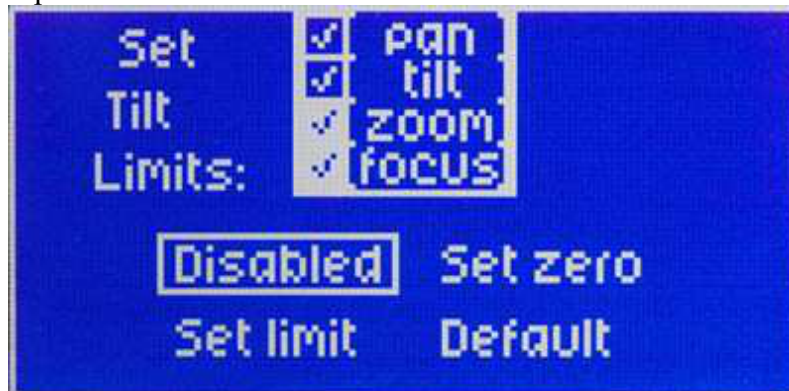 Set
Tilt
Limits:
pan
tilt
zoom
focus
Disabled Set zero
Set limit Default